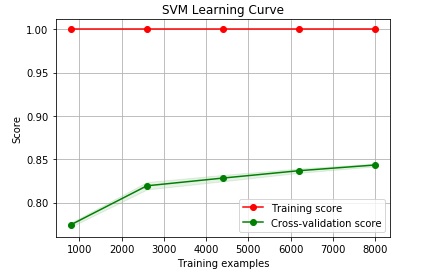 SVM Learning Curve
1.00
0.95
0.90
0.85
0.80
Score
Training score
Cross-validation score
1000 2000 3000 4000 5000 6000 7000 8000
Training examples